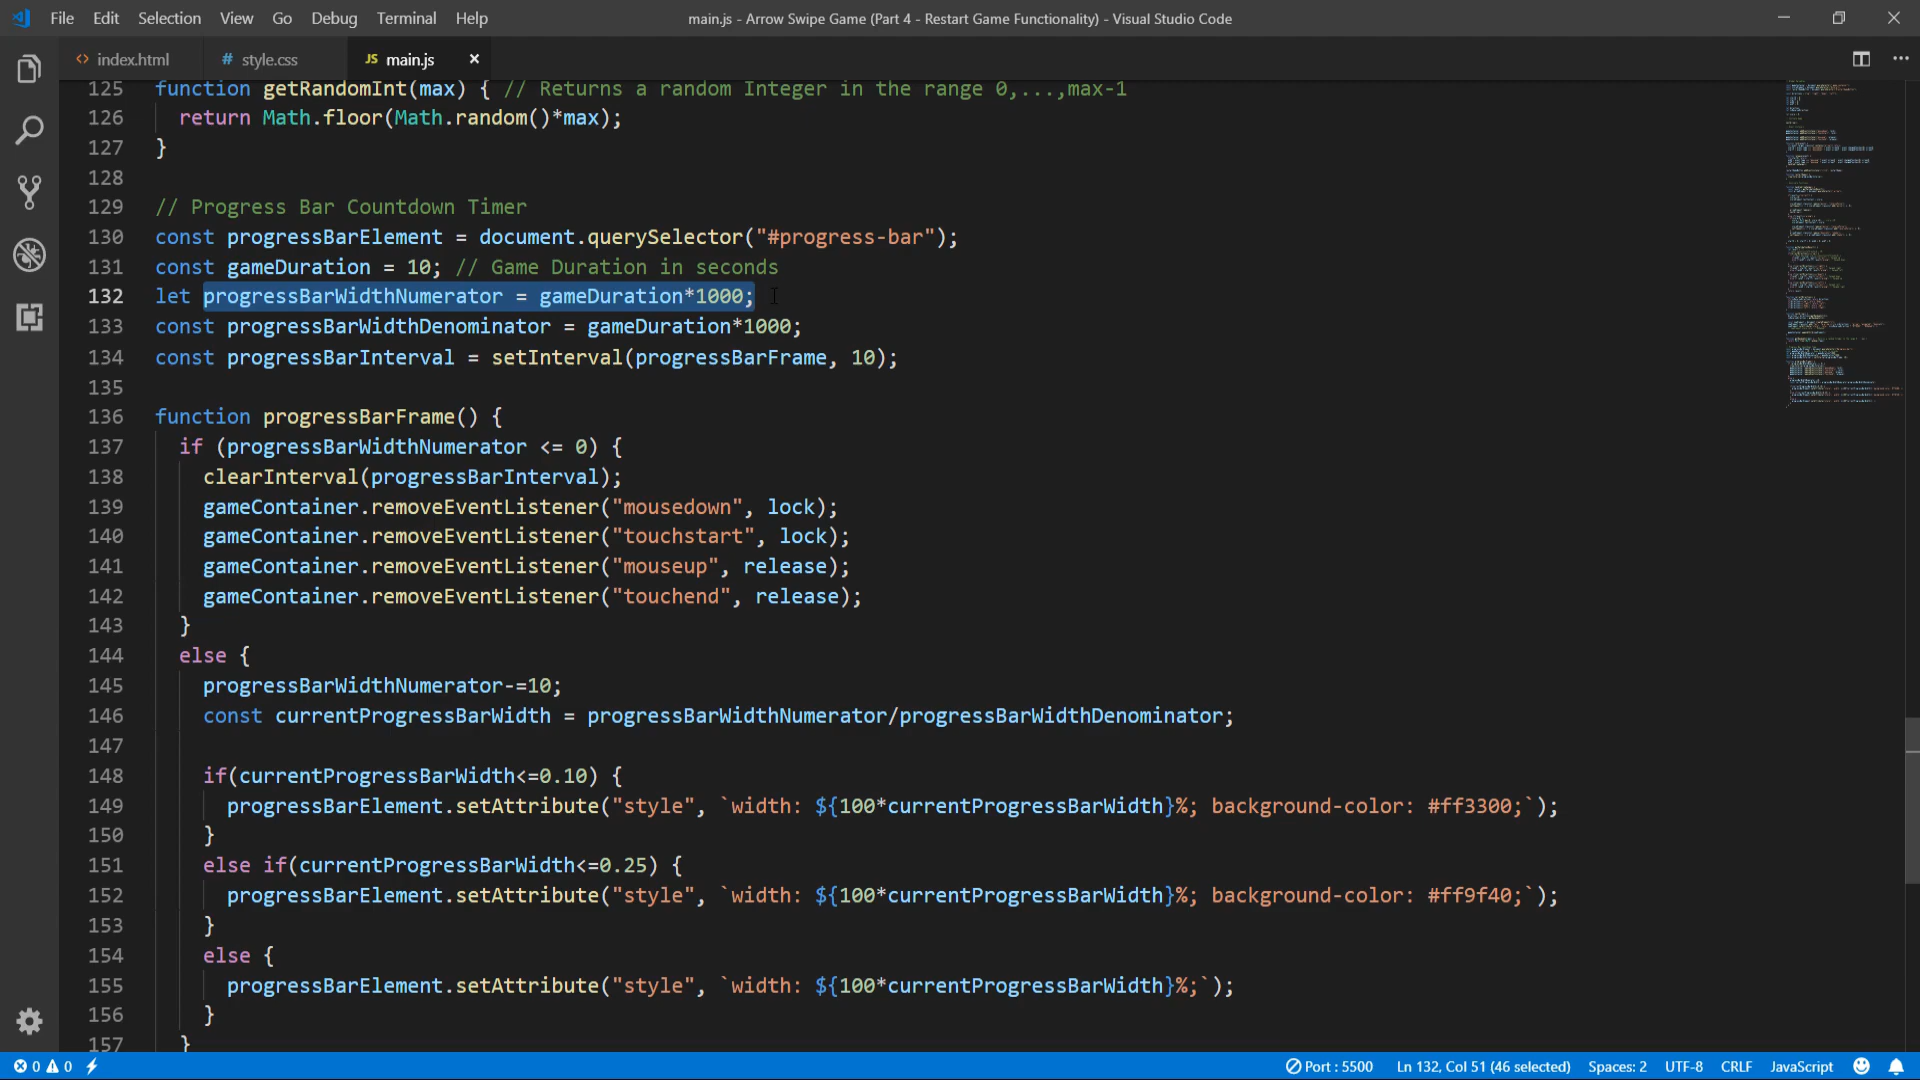 File Edit Selection View Go Debug Terminal Help main.js - Arrow Swipe Game (Part 4 - Restart Game Functionality) - Visual Studio Code
<> index.html # style.css JS main.js ×
125 function getRandomInt(max) { // Returns a random Integer in the range 0,...,max-1
126 return Math.floor(Math.random()*max);
127 }
128
129 // Progress Bar Countdown Timer
130 const progressBarElement = document.querySelector("#progress-bar");
131 const gameDuration = 10; // Game Duration in seconds
132 let progressBarWidthNumerator = gameDuration*1000;
133 const progressBarWidthDenominator = gameDuration*1000;
134 const progressBarInterval = setInterval(progressBarFrame, 10);
135
136 function progressBarFrame() {
137 if (progressBarWidthNumerator <= 0) {
138 clearInterval(progressBarInterval);
139 gameContainer.removeEventListener("mousedown", lock);
140 gameContainer.removeEventListener("touchstart", lock);
141 gameContainer.removeEventListener("mouseup", release);
142 gameContainer.removeEventListener("touchend", release);
143 }
144 else {
145 progressBarWidthNumerator-=10;
146 const currentProgressBarWidth = progressBarWidthNumerator/progressBarWidthDenominator;
147
148 if(currentProgressBarWidth<=0.10) {
149 progressBarElement.setAttribute("style", `width: ${100*currentProgressBarWidth}%; background-color: #ff3300;`);
150 }
151 else if(currentProgressBarWidth<=0.25) {
152 progressBarElement.setAttribute("style", `width: ${100*currentProgressBarWidth}%; background-color: #ff9f40;`);
153 }
154 else {
155 progressBarElement.setAttribute("style", `width: ${100*currentProgressBarWidth}%;`);
156 }
157 }
0 0 Port : 5500 Ln 132, Col 51 (46 selected) Spaces: 2 UTF-8 CRLF JavaScript